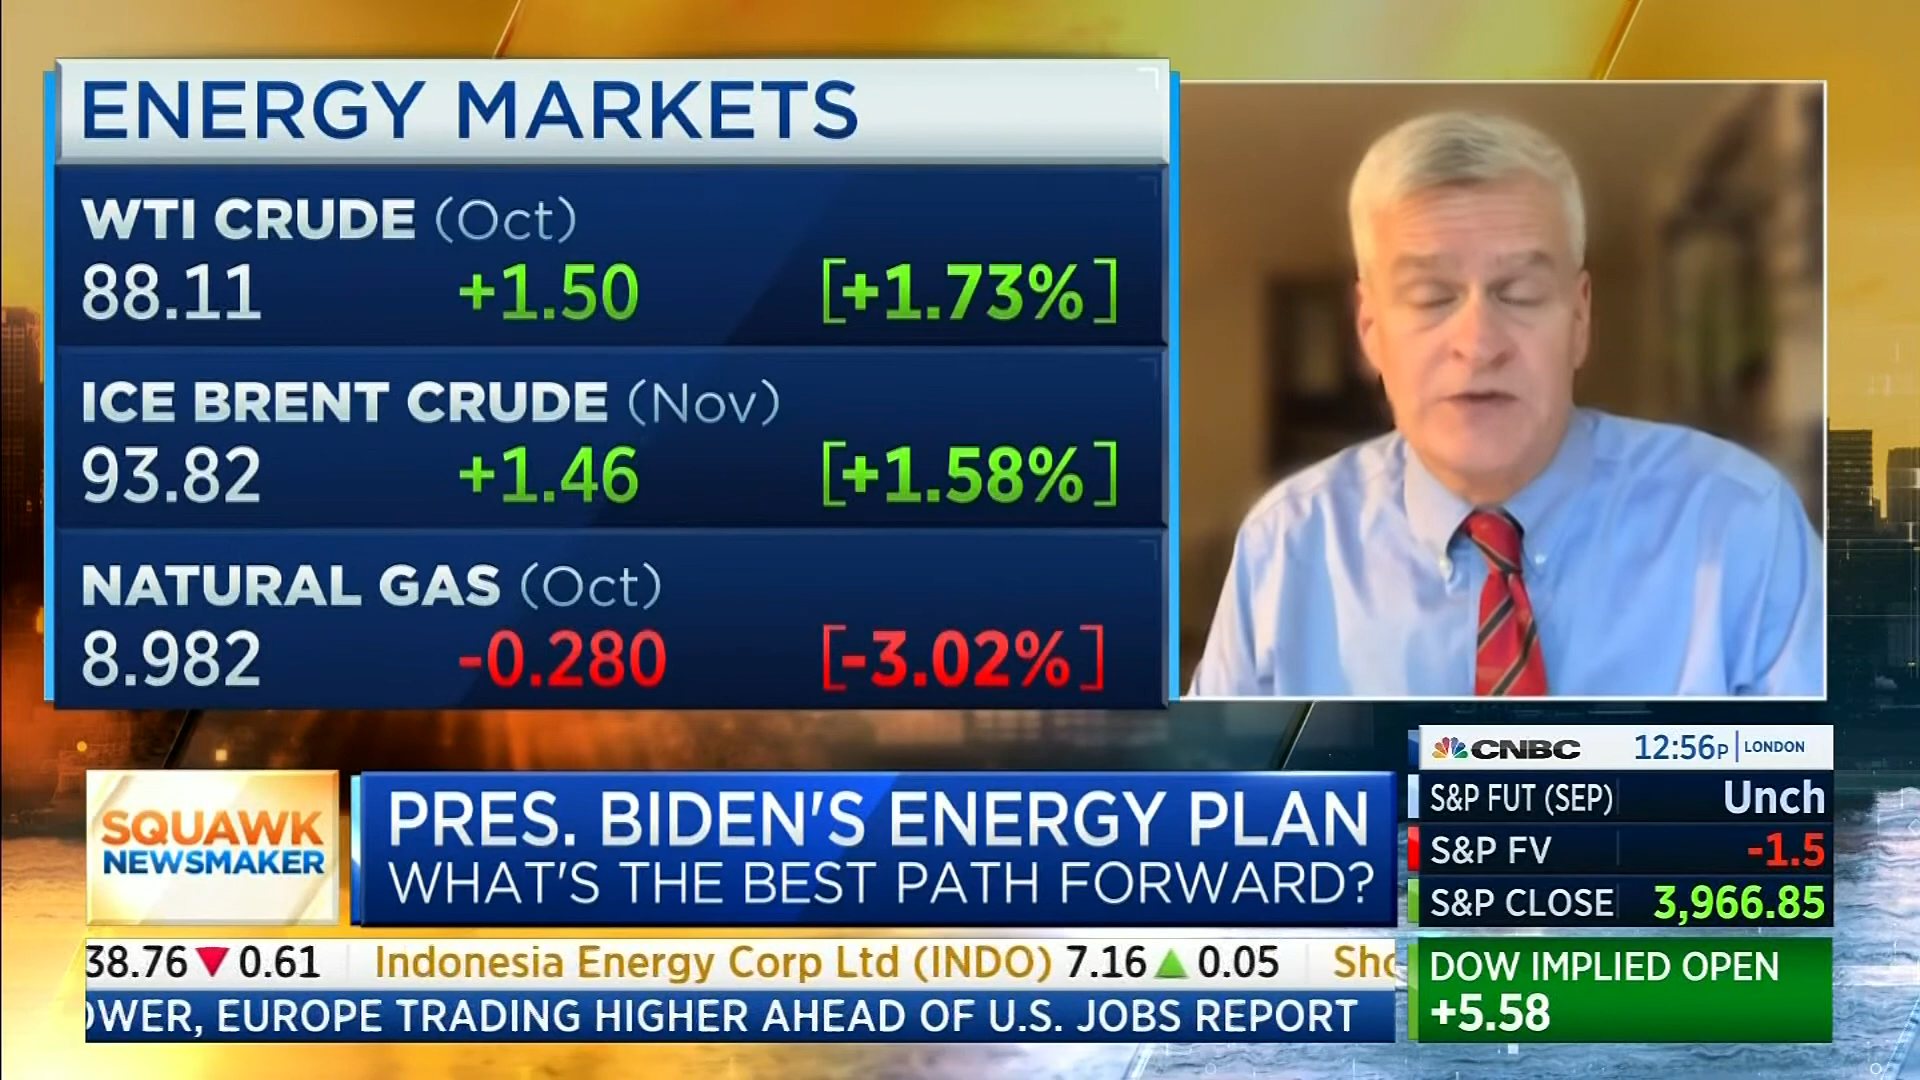 ENERGY MARKETS
WTI CRUDE (Oct)
88.11 +1.50 [+1.73%]
ICE BRENT CRUDE (Nov)
93.82 +1.46 [+1.58%]
NATURAL GAS (Oct)
8.982 -0.280 [-3.02%]
SQUAWK
NEWSMAKER
PRES. BIDEN'S ENERGY PLAN
WHAT'S THE BEST PATH FORWARD?
CNBC 12:56P LONDON
S&P FUT (SEP) Unch
S&P FV -1.5
S&P CLOSE 3,966.85
38.76 ▼ 0.61 Indonesia Energy Corp Ltd (INDO) 7.16 ▲ 0.05
EUROPE TRADING HIGHER AHEAD OF U.S. JOBS REPORT
DOW IMPLIED OPEN
+5.58